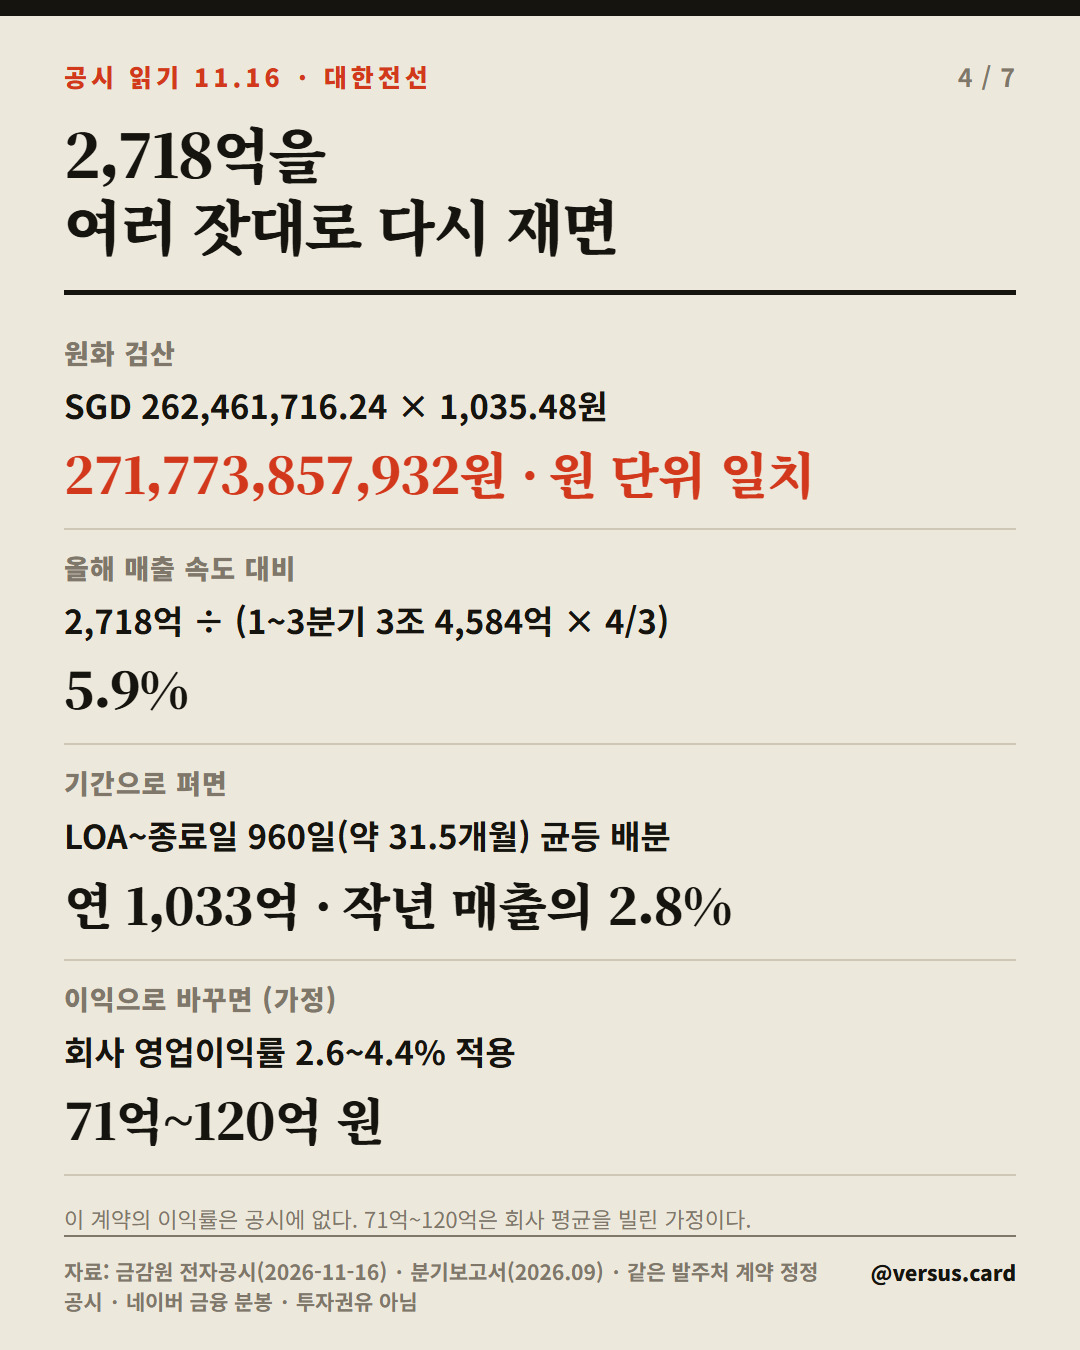 공시 읽기 11.16 · 대한전선
4 / 7
2,718억을
여러 잣대로 다시 재면
원화 검산
SGD 262,461,716.24 × 1,035.48원
271,773,857,932원 · 원 단위 일치
올해 매출 속도 대비
2,718억 ÷ (1~3분기 3조 4,584억 × 4/3)
5.9%
기간으로 펴면
LOA~종료일 960일(약 31.5개월) 균등 배분
연 1,033억 · 작년 매출의 2.8%
이익으로 바꾸면 (가정)
회사 영업이익률 2.6~4.4% 적용
71억~120억 원
이 계약의 이익률은 공시에 없다. 71억~120억은 회사 평균을 빌린 가정이다.
자료: 금감원 전자공시(2026-11-16) · 분기보고서(2026.09) · 같은 발주처 계약 정정
공시 · 네이버 금융 분봉 · 투자권유 아님
@versus.card